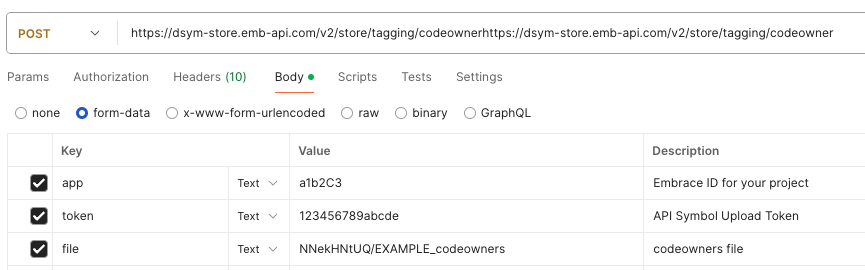 POST https://dsym-store.emb-api.com/v2/store/tagging/codeownerhttps://dsym-store.emb-api.com/v2/store/tagging/codeowner
Params Authorization Headers (10) Body Scripts Tests Settings
none form-data x-www-form-urlencoded raw binary GraphQL
Key Value Description
app Text a1b2C3 Embrace ID for your project
token Text 123456789abcde API Symbol Upload Token
file Text NNekHNtUQ/EXAMPLE_codeowners codeowners file